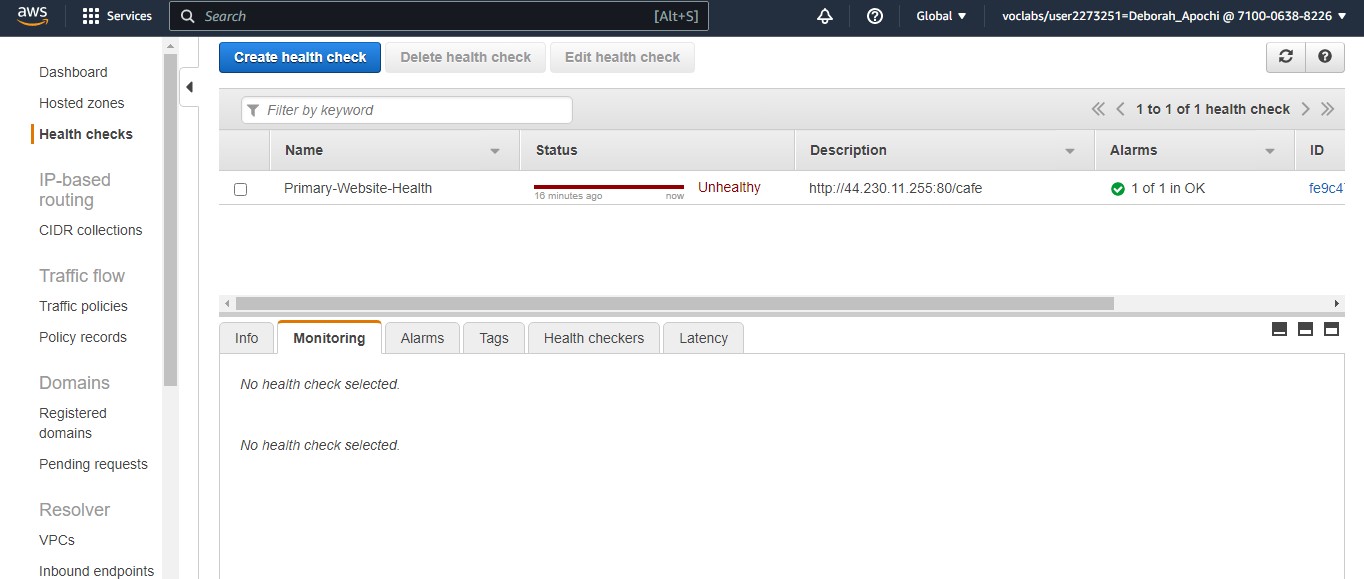 aws
Services
Search
[Alt+S]
Global
voclabs/user2273251=Deborah_Apochi @ 7100-0638-8226
Dashboard
Hosted zones
Health checks
IP-based
routing
CIDR collections
Traffic flow
Traffic policies
Policy records
Domains
Registered
domains
Pending requests
Resolver
VPCs
Inbound endpoints
Create health check
Delete health check
Edit health check
Filter by keyword
1 to 1 of 1 health check
Name
Status
Description
Alarms
ID
Primary-Website-Health
16 minutes ago
now
Unhealthy
http://44.230.11.255:80/cafe
1 of 1 in OK
fe9c4
Info
Monitoring
Alarms
Tags
Health checkers
Latency
No health check selected.
No health check selected.